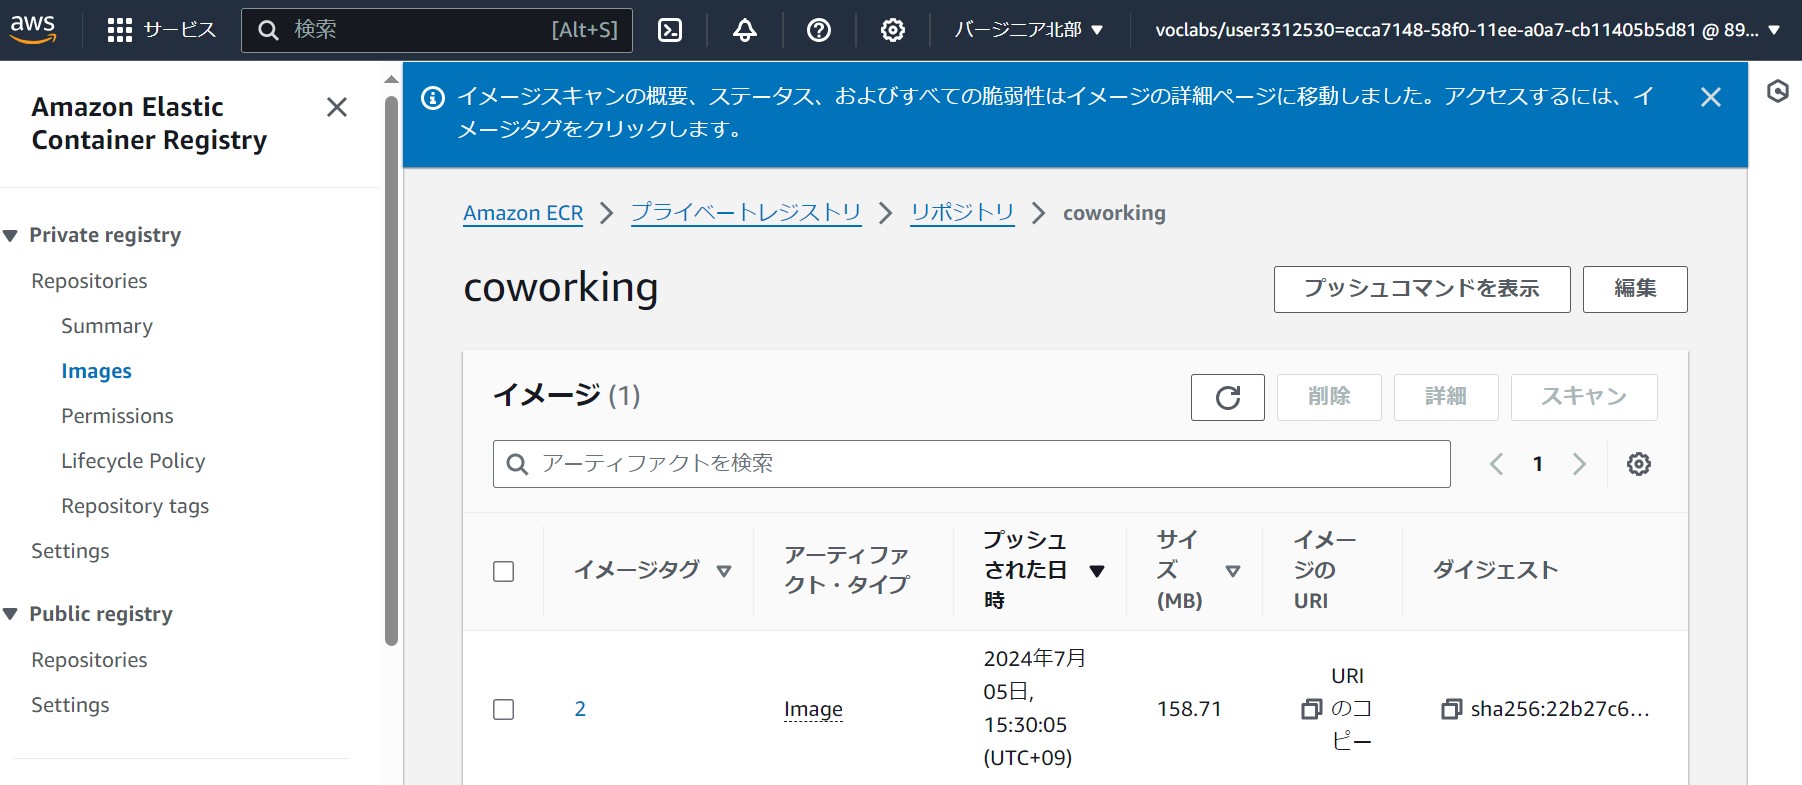 aws
サービス
検索
[Alt+S]
バージニア北部
voclabs/user3312530=ecca7148-58f0-11ee-a0a7-cb11405b5d81 @ 89...
Amazon Elastic
Container Registry
Private registry
Repositories
Summary
Images
Permissions
Lifecycle Policy
Repository tags
Settings
Public registry
Repositories
Settings
イメージスキャンの概要、ステータス、およびすべての脆弱性はイメージの詳細ページに移動しました。アクセスするには、イ
メージタグをクリックします。
Amazon ECR
プライベートレジストリ
リポジトリ
coworking
coworking
プッシュコマンドを表示
編集
イメージ (1)
削除
詳細
スキャン
アーティファクトを検索
1
イメージタグ
アーティファ
クト・タイプ
プッシュ
された日
時
サイ
ズ
(MB)
イメー
ジの
URI
ダイジェスト
2
Image
2024年7月
05日,
15:30:05
(UTC+09)
158.71
URI
のコ
ピー
sha256:22b27c6...